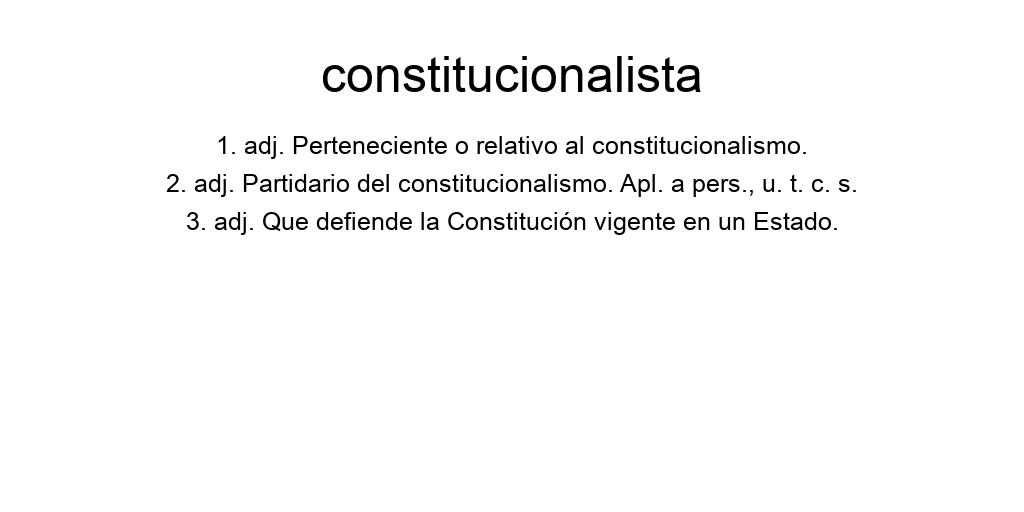 constitucionalista
1. adj. Perteneciente o relativo al constitucionalismo.
2. adj. Partidario del constitucionalismo. Apl. a pers., u. t. c. s.
3. adj. Que defiende la Constitución vigente en un Estado.